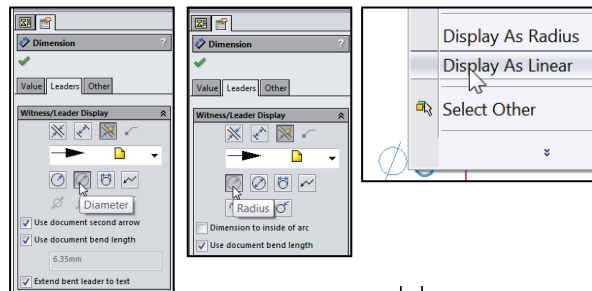 Dimension ?
Value Leaders Other
Witness/Leader Display
Diameter
Use document second arrow
Use document bend length
6.35mm
Extend bent leader to text
Dimension ?
Value Leaders Other
Witness/Leader Display
Radius
Dimension to inside of arc
Use document bend length
Display As Radius
Display As Linear
Select Other